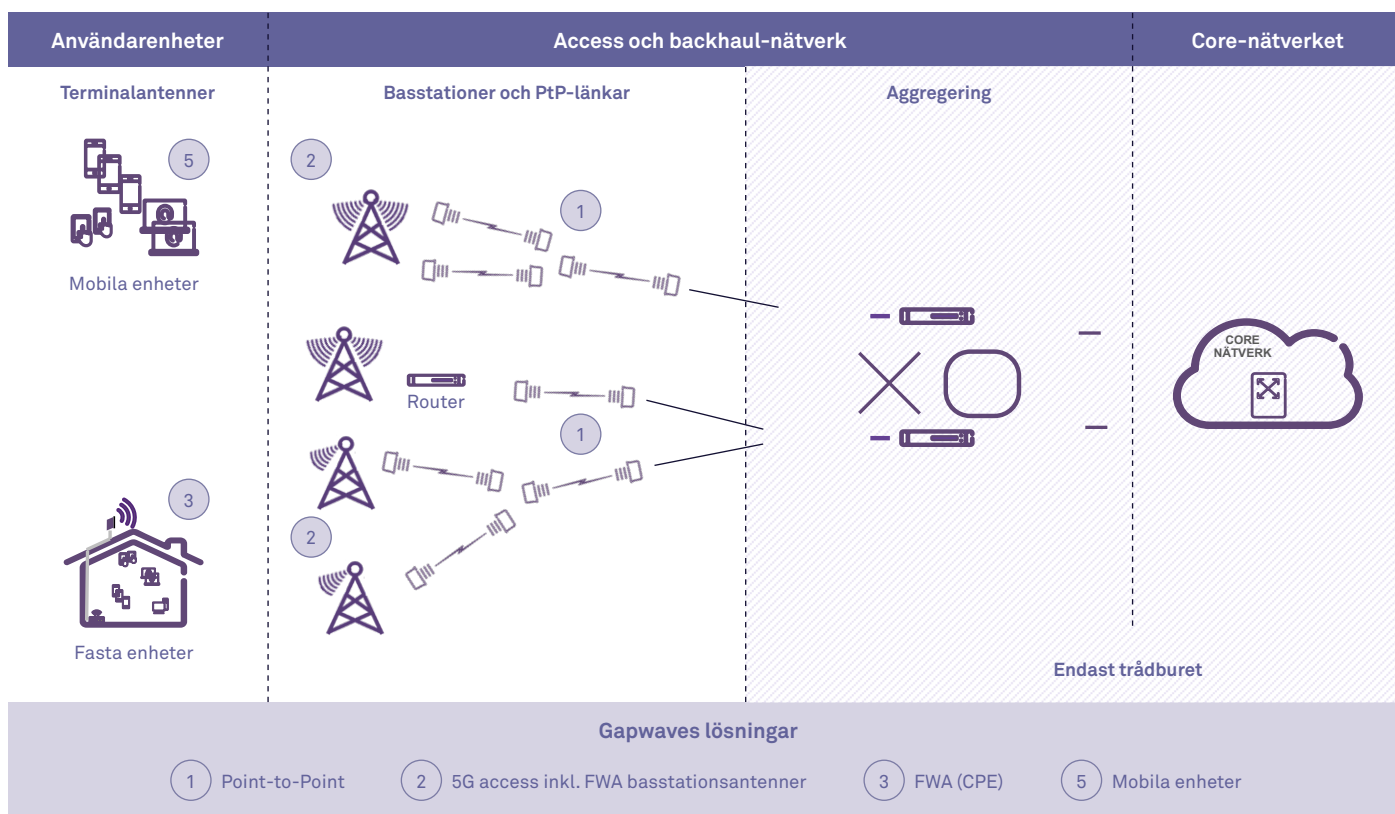 Användarenheter
Access och backhaul-nätverk
Core-nätverket
Terminalantenner
Basstationer och PtP-länkar
Aggregering
5
2
1
Mobila enheter
CORE
NÄTVERK
Router
1
3
2
Fasta enheter
Endast trådburet
Gapwaves lösningar
1 Point-to-Point
2 5G access inkl. FWA basstationsantenner
3 FWA (CPE)
5 Mobila enheter